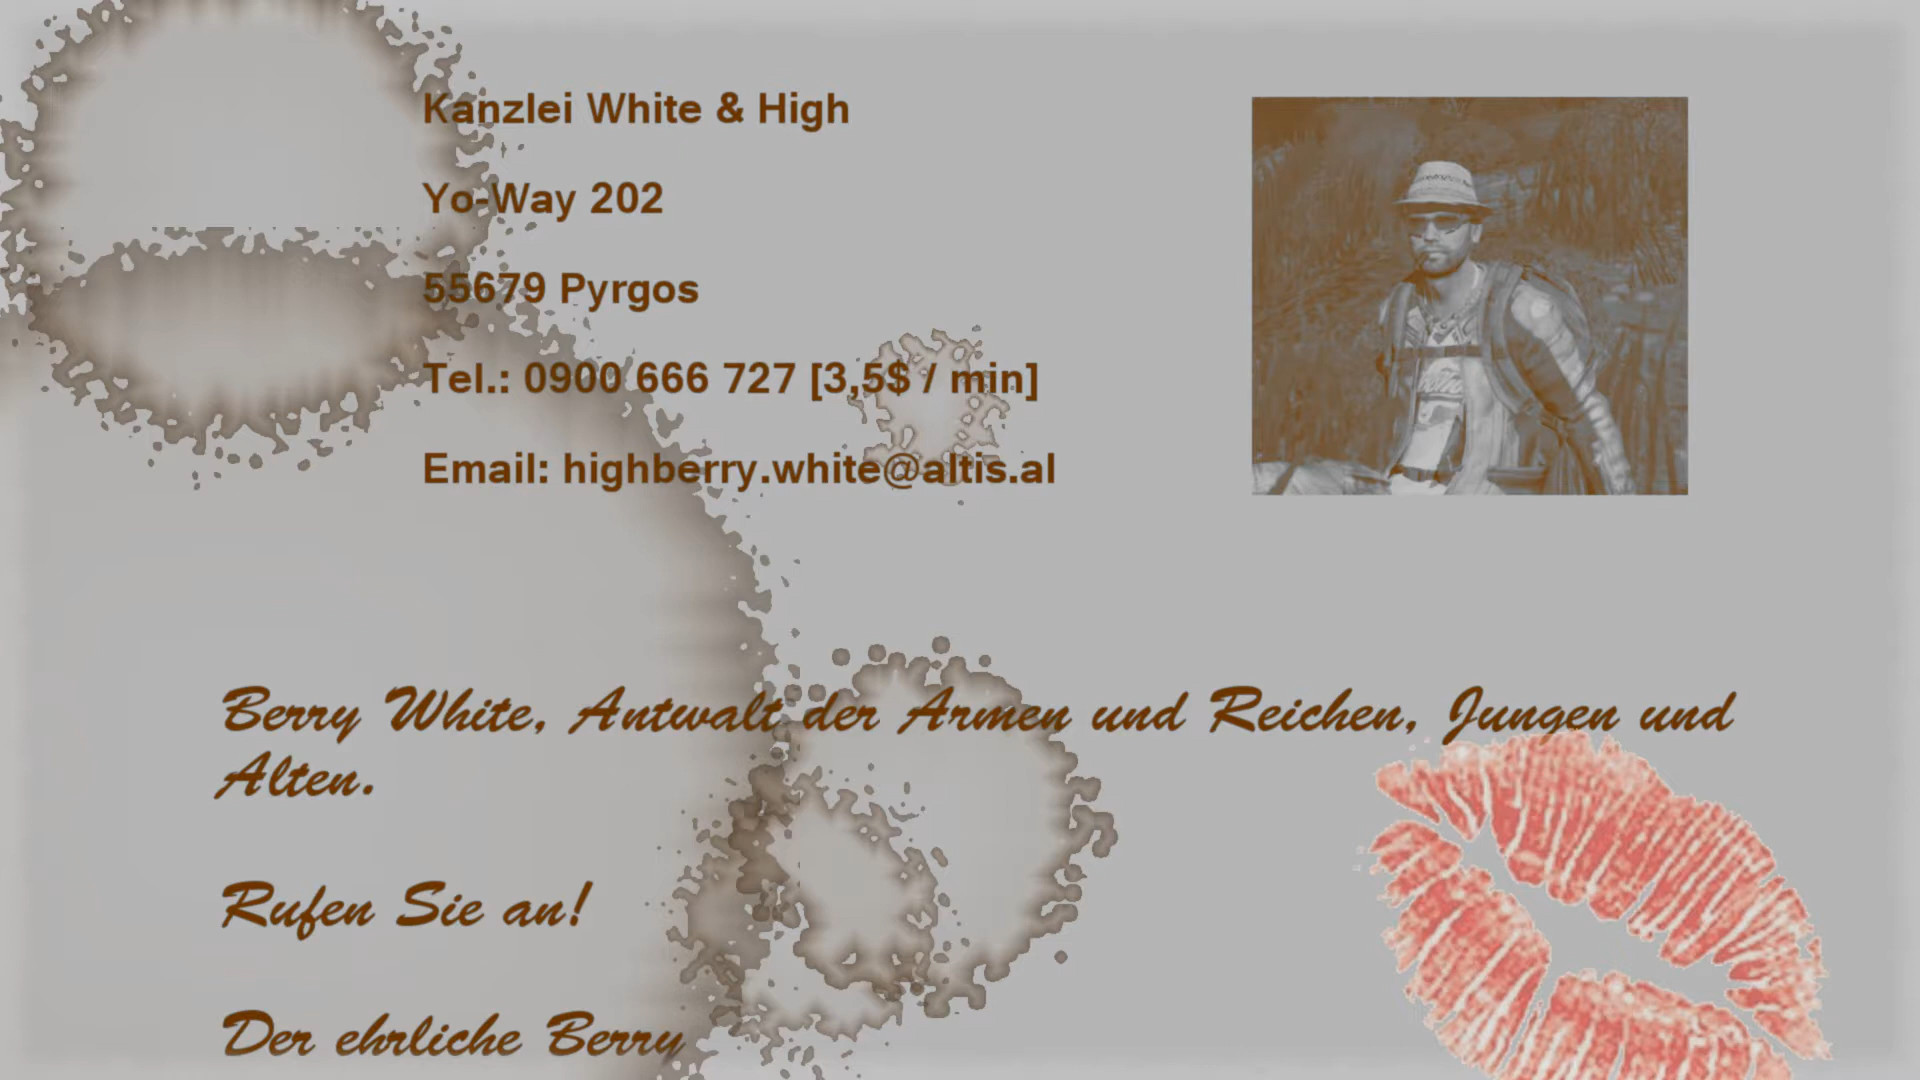 Kanzlei White & High
Yo-Way 202
55679 Pyrgos
Tel.: 0900 666 727 [3,5$ / min]
Email: highberry.white@altis.al
Berry White, Antwalt der Armen und Reichen, Jungen und
Alten.
Rufen Sie an!
Der ehrliche Berry